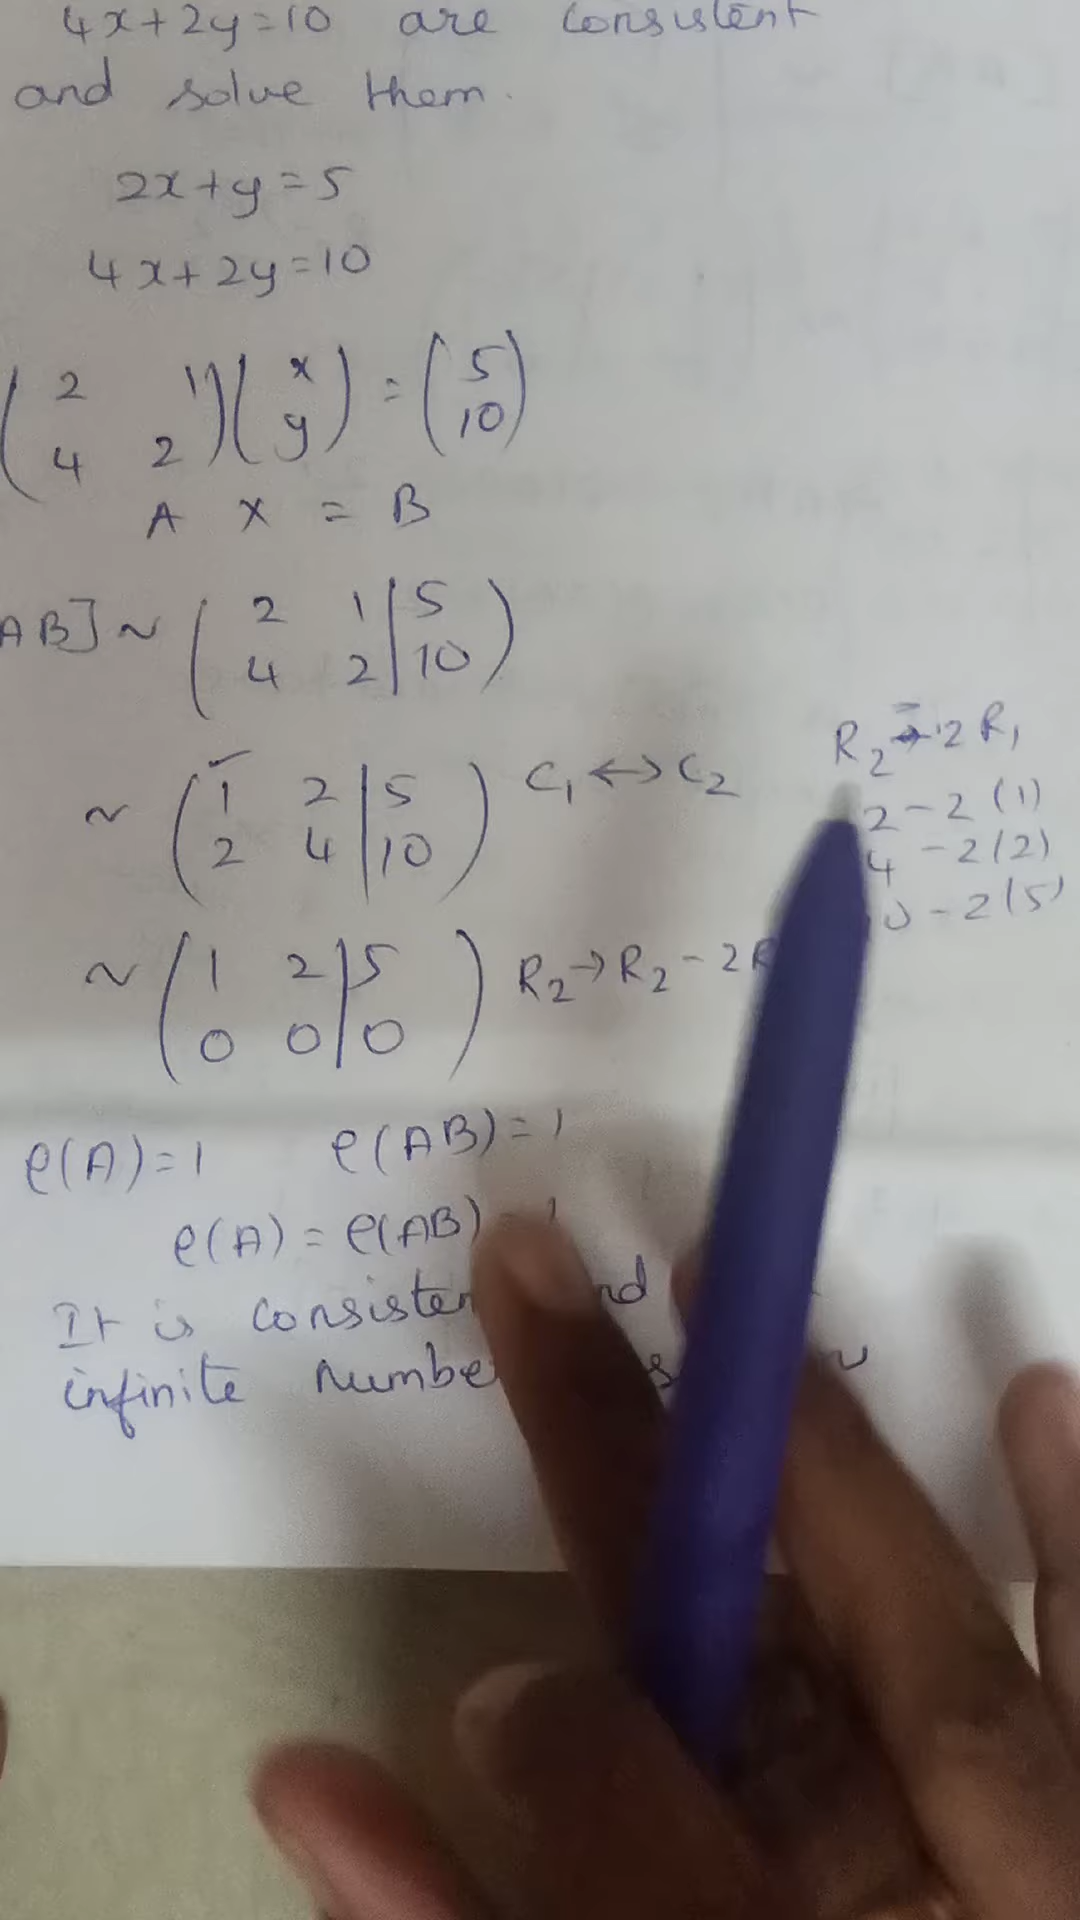 4x+2y=10 are consistent
and solve them.
2x+y=5
4x+2y=10
(2 1) (x) = (5)
(4 2) (y) (10)
A X = B
AB] ~ (2 1 | 5)
(4 2 | 10)
~ (1 2 | 5) C₁ ↔ C₂
(2 4 | 10)
R₂ - 2R₁
2 - 2(1)
4 - 2(2)
0 - 2(5)
~ (1 2 | 5) R₂ → R₂ - 2R
(0 0 | 0)
ρ(A) = 1 ρ(AB) = 1
ρ(A) = ρ(AB) = 1
It is
infinite